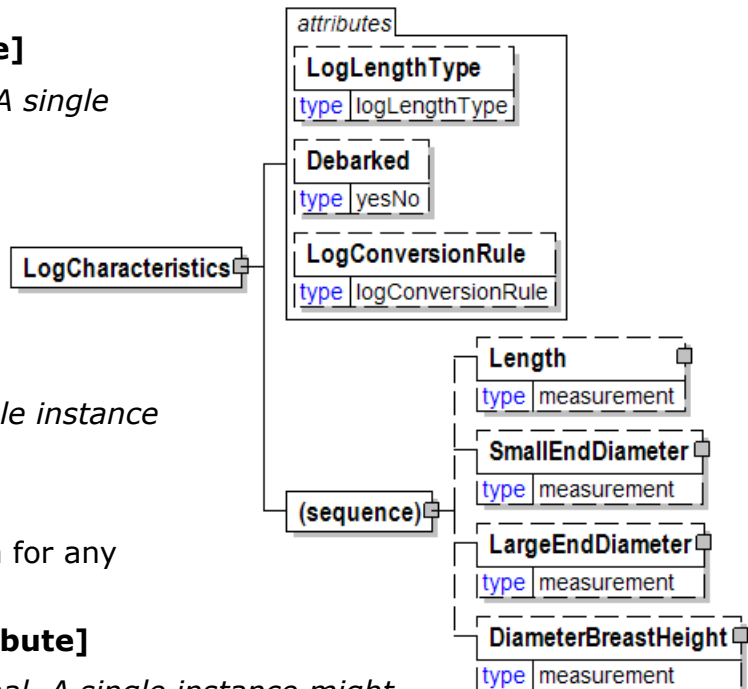 e]
A single
le instance
for any
bute]
al. A single instance might
attributes
LogLengthType
type logLengthType
Debarked
type yesNo
LogConversionRule
type logConversionRule
LogCharacteristics
(sequence)
Length
type measurement
SmallEndDiameter
type measurement
LargeEndDiameter
type measurement
DiameterBreastHeight
type measurement